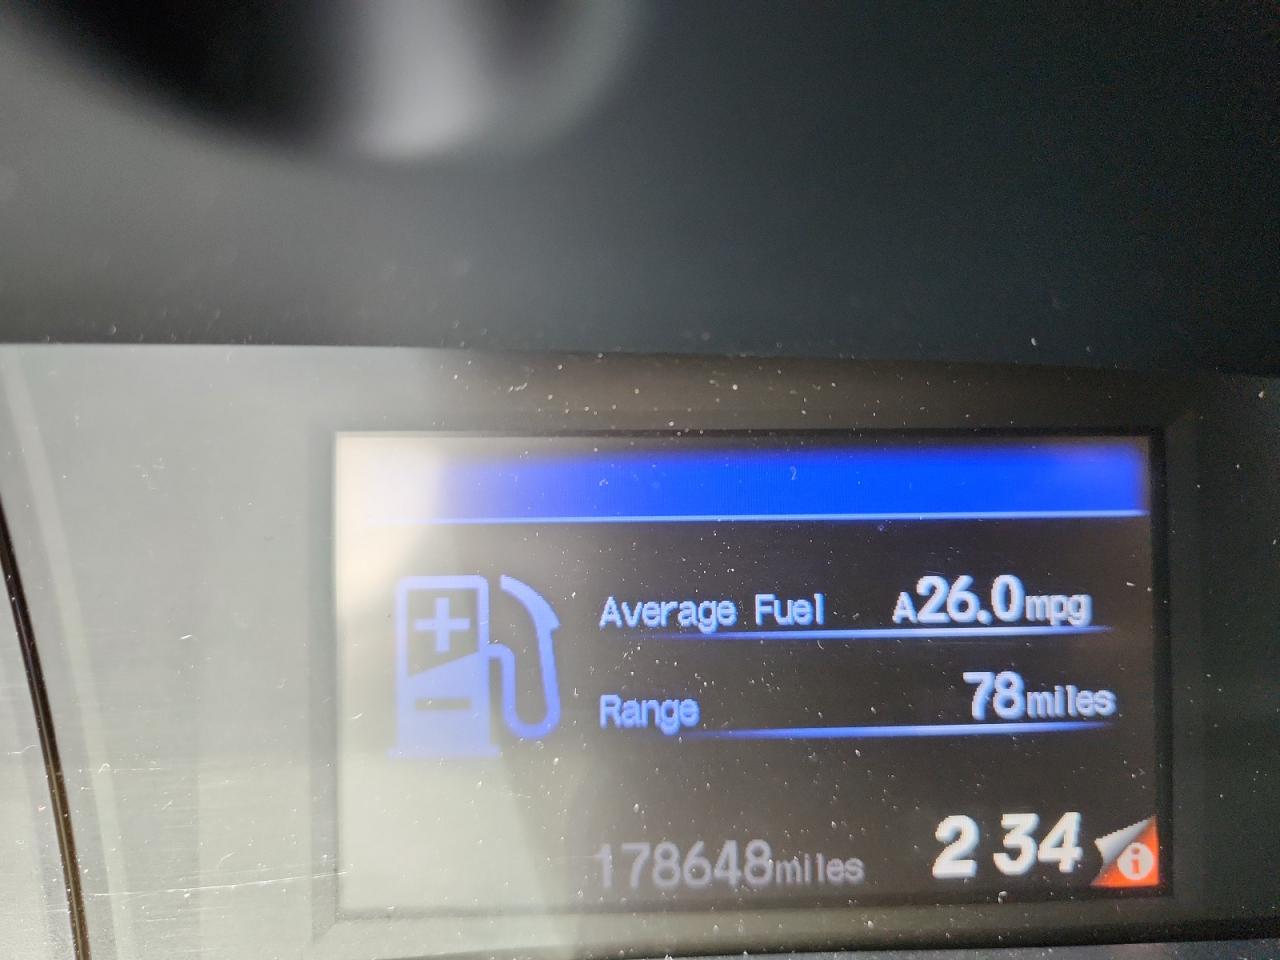 Average Fuel A26.0mpg
Range 78miles
178648miles 2 34 i